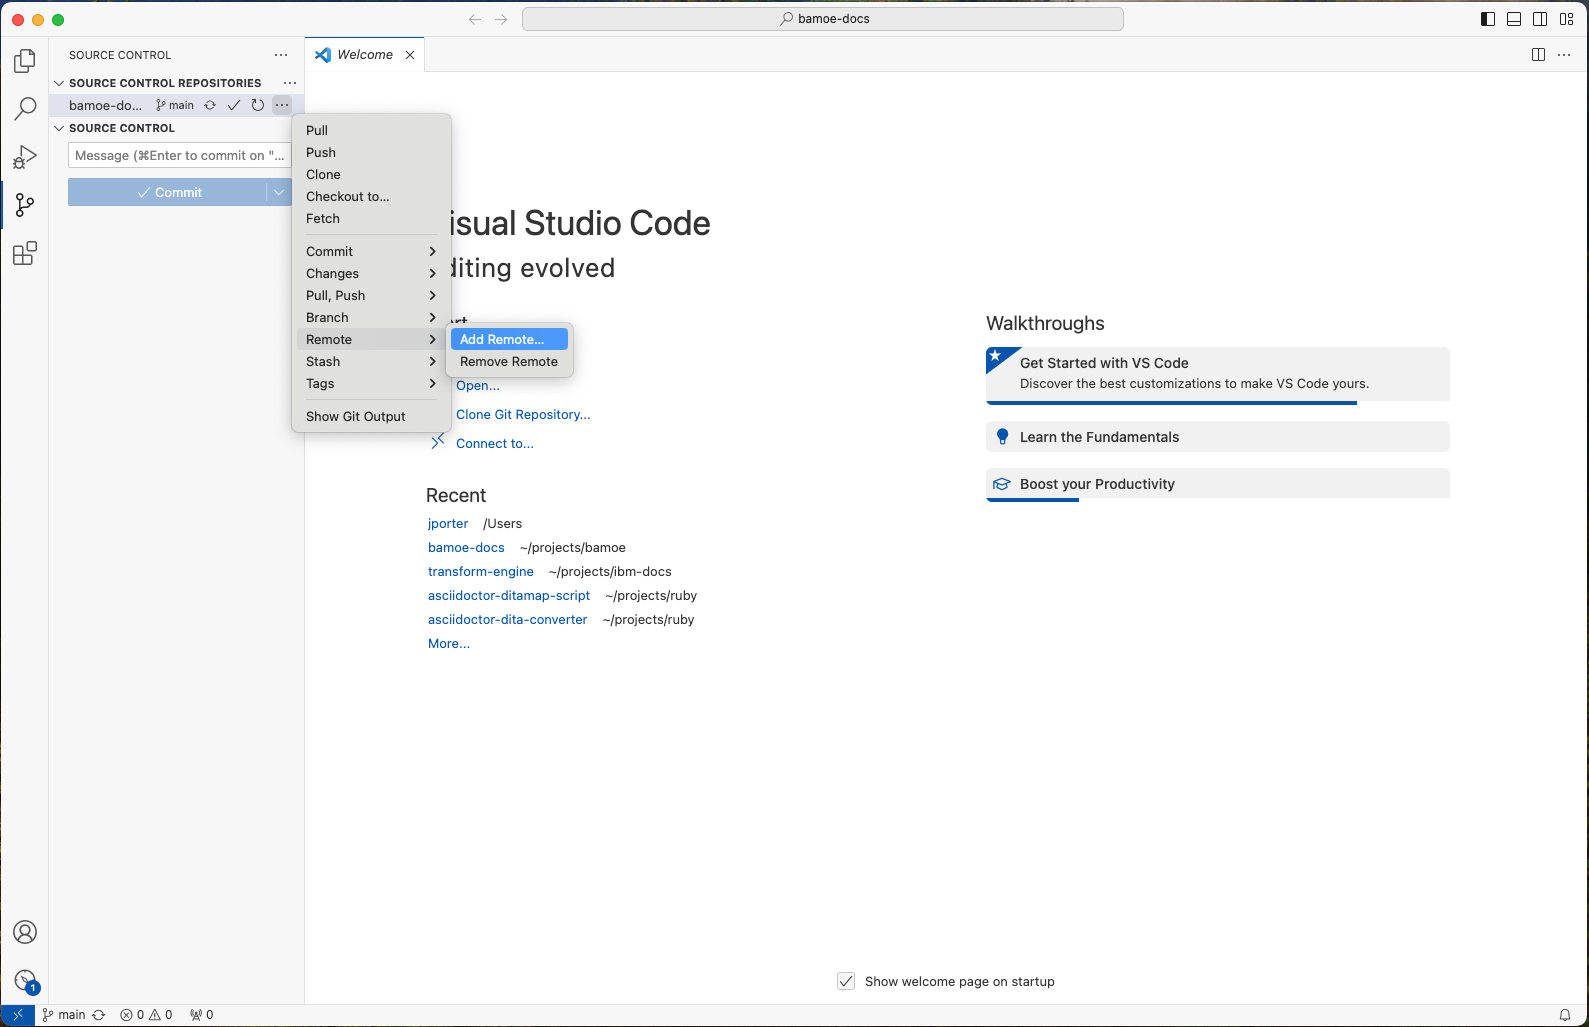 bamoe-docs
SOURCE CONTROL
Welcome
SOURCE CONTROL REPOSITORIES
bamoe-do... main
SOURCE CONTROL
Message (⌘Enter to commit on "...
Commit
Pull
Push
Clone
Checkout to...
Fetch
Commit
Changes
Pull, Push
Branch
Remote
Stash
Tags
Show Git Output
Add Remote...
Remove Remote
isual Studio Code
diting evolved
rt
Open...
Clone Git Repository...
Connect to...
Recent
jporter /Users
bamoe-docs ~/projects/bamoe
transform-engine ~/projects/ibm-docs
asciidoctor-ditamap-script ~/projects/ruby
asciidoctor-dita-converter ~/projects/ruby
More...
Walkthroughs
Get Started with VS Code
Discover the best customizations to make VS Code yours.
Learn the Fundamentals
Boost your Productivity
Show welcome page on startup
1
main 0 0 0